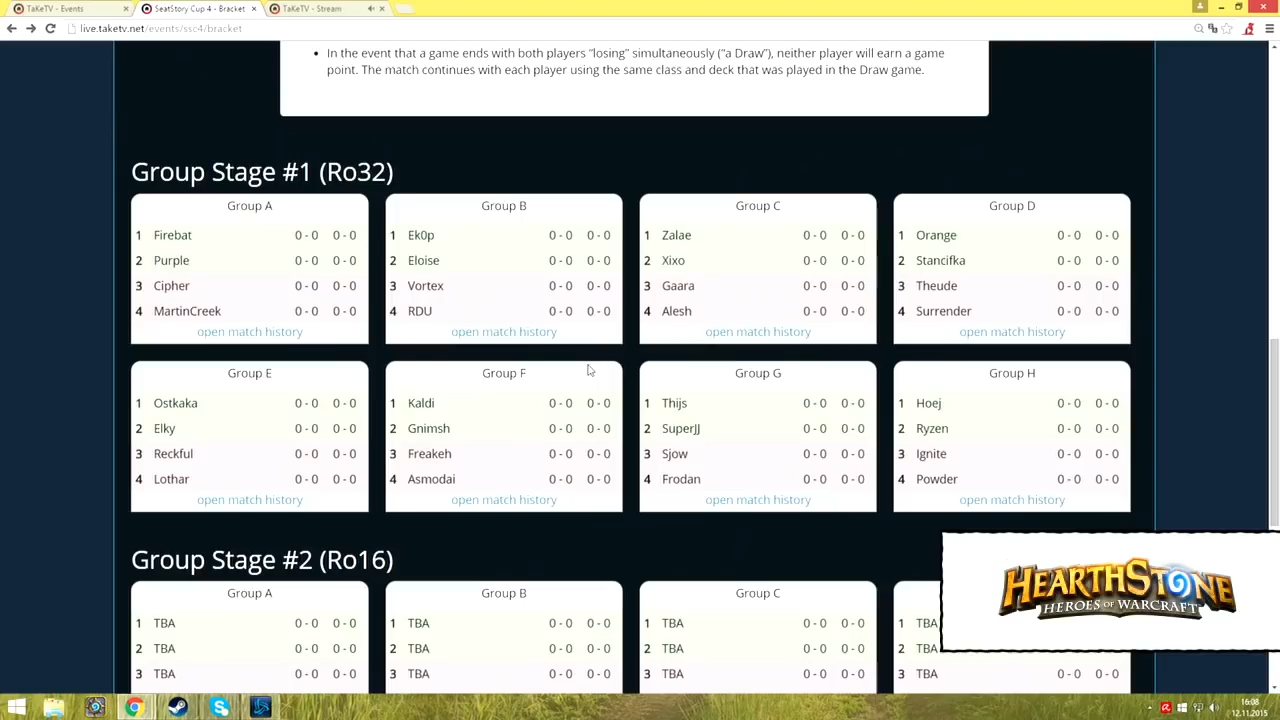 TaKeTV - Events
SeatStory Cup 4 - Bracket
TaKeTV - Stream
live.taketv.net/events/ssc4/bracket
In the event that a game ends with both players “losing” simultaneously (“a Draw”), neither player will earn a game
point. The match continues with each player using the same class and deck that was played in the Draw game.
Group Stage #1 (Ro32)
Group A
1 Firebat 0 - 0 0 - 0
2 Purple 0 - 0 0 - 0
3 Cipher 0 - 0 0 - 0
4 MartinCreek 0 - 0 0 - 0
open match history
Group B
1 Ek0p 0 - 0 0 - 0
2 Eloise 0 - 0 0 - 0
3 Vortex 0 - 0 0 - 0
4 RDU 0 - 0 0 - 0
open match history
Group C
1 Zalae 0 - 0 0 - 0
2 Xixo 0 - 0 0 - 0
3 Gaara 0 - 0 0 - 0
4 Alesh 0 - 0 0 - 0
open match history
Group D
1 Orange 0 - 0 0 - 0
2 Stancifka 0 - 0 0 - 0
3 Theude 0 - 0 0 - 0
4 Surrender 0 - 0 0 - 0
open match history
Group E
1 Ostkaka 0 - 0 0 - 0
2 Elky 0 - 0 0 - 0
3 Reckful 0 - 0 0 - 0
4 Lothar 0 - 0 0 - 0
open match history
Group F
1 Kaldi 0 - 0 0 - 0
2 Gnimsh 0 - 0 0 - 0
3 Freakeh 0 - 0 0 - 0
4 Asmodai 0 - 0 0 - 0
open match history
Group G
1 Thijs 0 - 0 0 - 0
2 SuperJJ 0 - 0 0 - 0
3 Sjow 0 - 0 0 - 0
4 Frodan 0 - 0 0 - 0
open match history
Group H
1 Hoej 0 - 0 0 - 0
2 Ryzen 0 - 0 0 - 0
3 Ignite 0 - 0 0 - 0
4 Powder 0 - 0 0 - 0
open match history
Group Stage #2 (Ro16)
Group A
1 TBA 0 - 0 0 - 0
2 TBA 0 - 0 0 - 0
3 TBA 0 - 0 0 - 0
Group B
1 TBA 0 - 0 0 - 0
2 TBA 0 - 0 0 - 0
3 TBA 0 - 0 0 - 0
Group C
1 TBA 0 - 0 0 - 0
2 TBA 0 - 0 0 - 0
3 TBA 0 - 0 0 - 0
1 TBA
2 TBA
3 TBA 0 - 0 0 - 0
HEARTHSTONE
HEROES OF WARCRAFT
16:08
12.11.2015